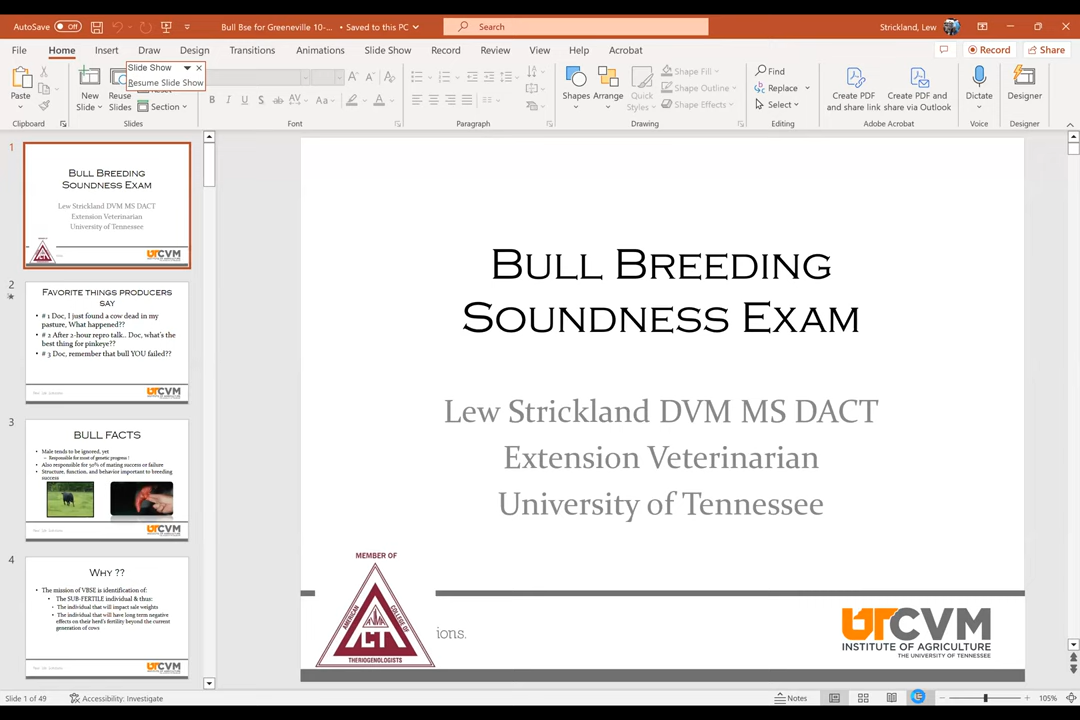 AutoSave Off
Bull Bse for Greeneville 10- • Saved to this PC
Search
Strickland, Lew
File Home Insert Draw Design Transitions Animations Slide Show Record Review View Help Acrobat
Record
Share
Slide Show
Resume Slide Show
Paste
New Slide
Reuse Slides
Section
B I U S ab AV Aa A
Shapes
Arrange
Quick Styles
Shape Fill
Shape Outline
Shape Effects
Find
Replace
Select
Create PDF and share link
Create PDF and share via Outlook
Dictate
Designer
Clipboard
Slides
Font
Paragraph
Drawing
Editing
Adobe Acrobat
Voice
Designer
1
Bull Breeding
Soundness Exam
Lew Strickland DVM MS DACT
Extension Veterinarian
University of Tennessee
UTCVM
2
Favorite things producers
say
• # 1 Doc, I just found a cow dead in my
pasture, What happened??
• # 2 After 2-hour repro talk.. Doc, what's the
best thing for pinkeye??
• # 3 Doc, remember that bull YOU failed??
UTCVM
3
BULL FACTS
• Male tends to be ignored, yet
• Responsible for most of genetic progress !
• Also responsible for 50% of mating success or failure
• Structure, function, and behavior important to breeding
success
UTCVM
4
Why ??
• The mission of VBSE is identification of:
• The SUB-FERTILE individual & thus:
• The individual that will impact sale weights
• The individual that will have long term negative
effects on their herd's fertility beyond the current
generation of cows
UTCVM
Bull Breeding
Soundness Exam
Lew Strickland DVM MS DACT
Extension Veterinarian
University of Tennessee
MEMBER OF
AMERICAN COLLEGE OF
ACT
THERIOGENOLOGISTS
ions.
UTCVM
INSTITUTE OF AGRICULTURE
THE UNIVERSITY OF TENNESSEE
Slide 1 of 49
Accessibility: Investigate
Notes
105%